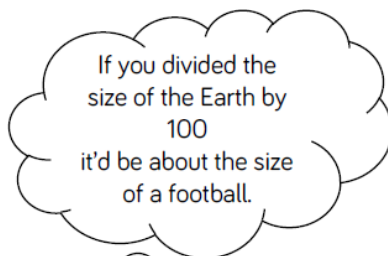 If you divided the
size of the Earth by
100
it'd be about the size
of a football.